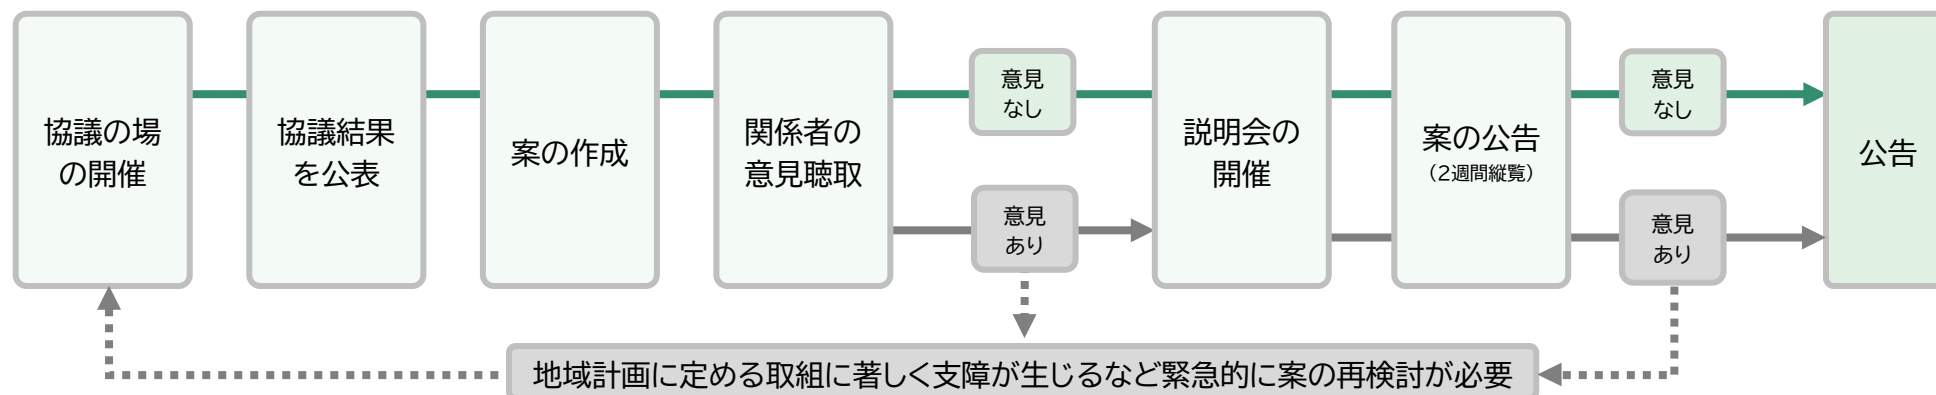 協議の場
の開催
協議結果
を公表
案の作成
関係者の
意見聴取
意見
なし
意見
あり
説明会の
開催
案の公告
（2週間縦覧）
意見
なし
意見
あり
公告
地域計画に定める取組に著しく支障が生じるなど緊急的に案の再検討が必要